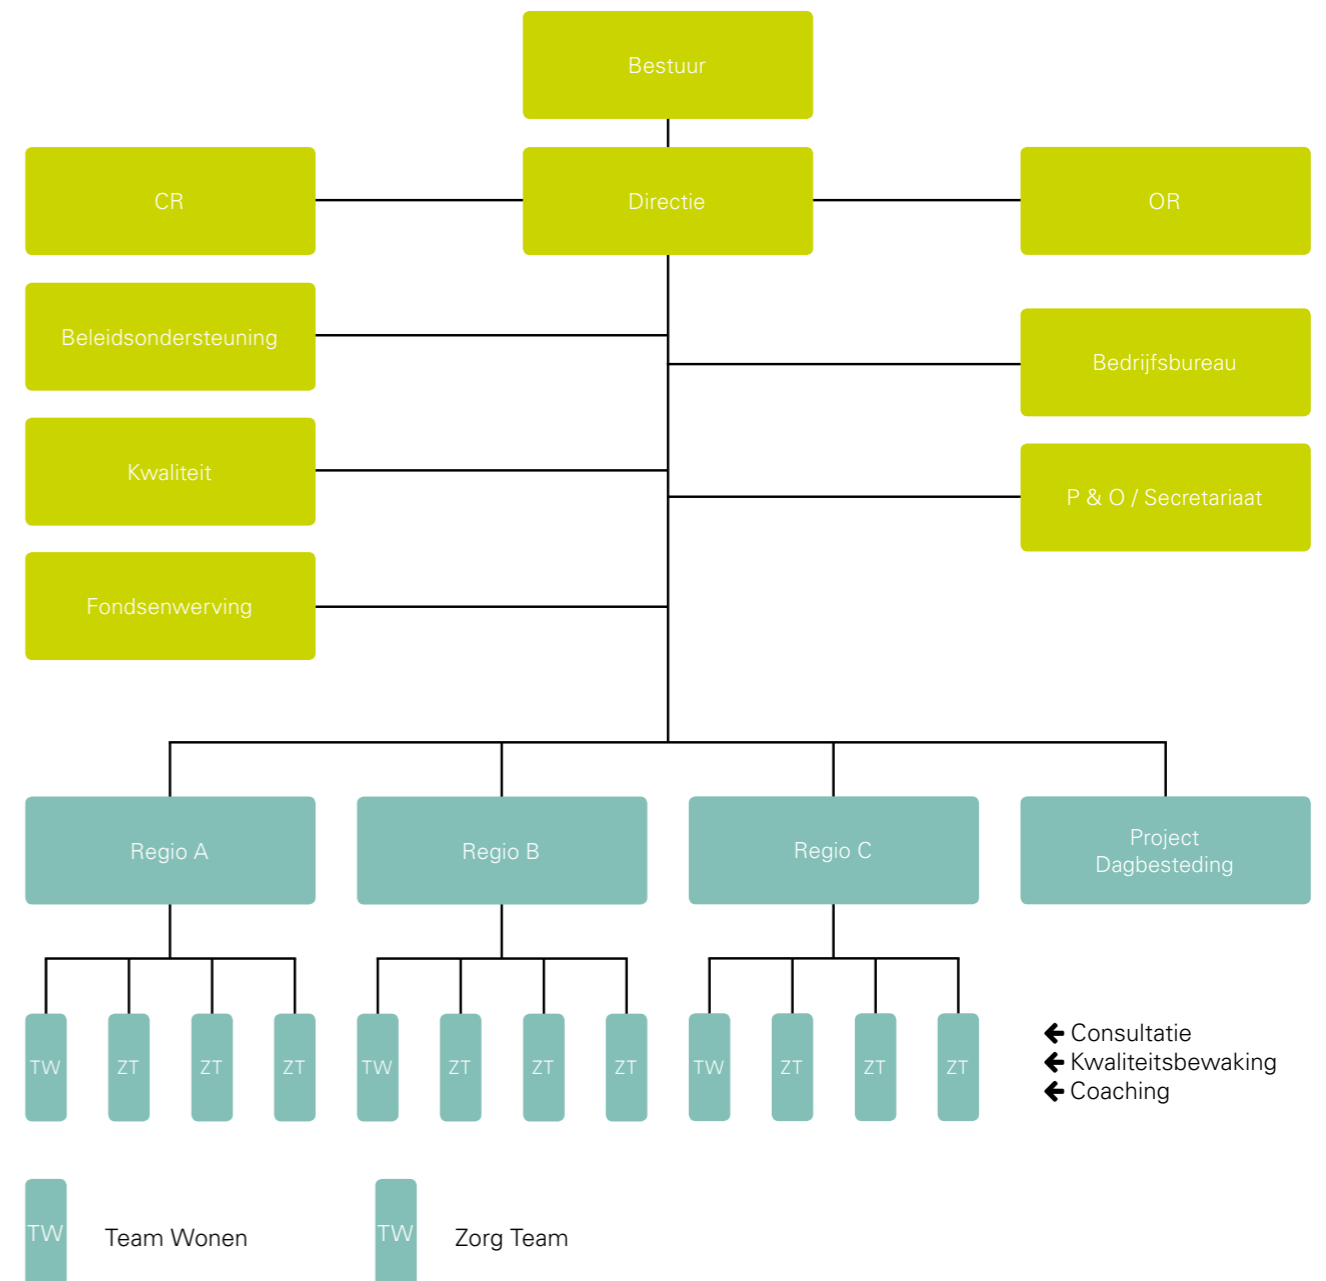 Bestuur
CR
Directie
OR
Beleidsondersteuning
Bedrijfsbureau
Kwaliteit
P & O / Secretariaat
Fondsenwerving
Regio A
Regio B
Regio C
Project
Dagbesteding
TW
ZT
ZT
ZT
TW
ZT
ZT
ZT
TW
ZT
ZT
ZT
Consultatie
Kwaliteitsbewaking
Coaching
TW
Team Wonen
TW
Zorg Team